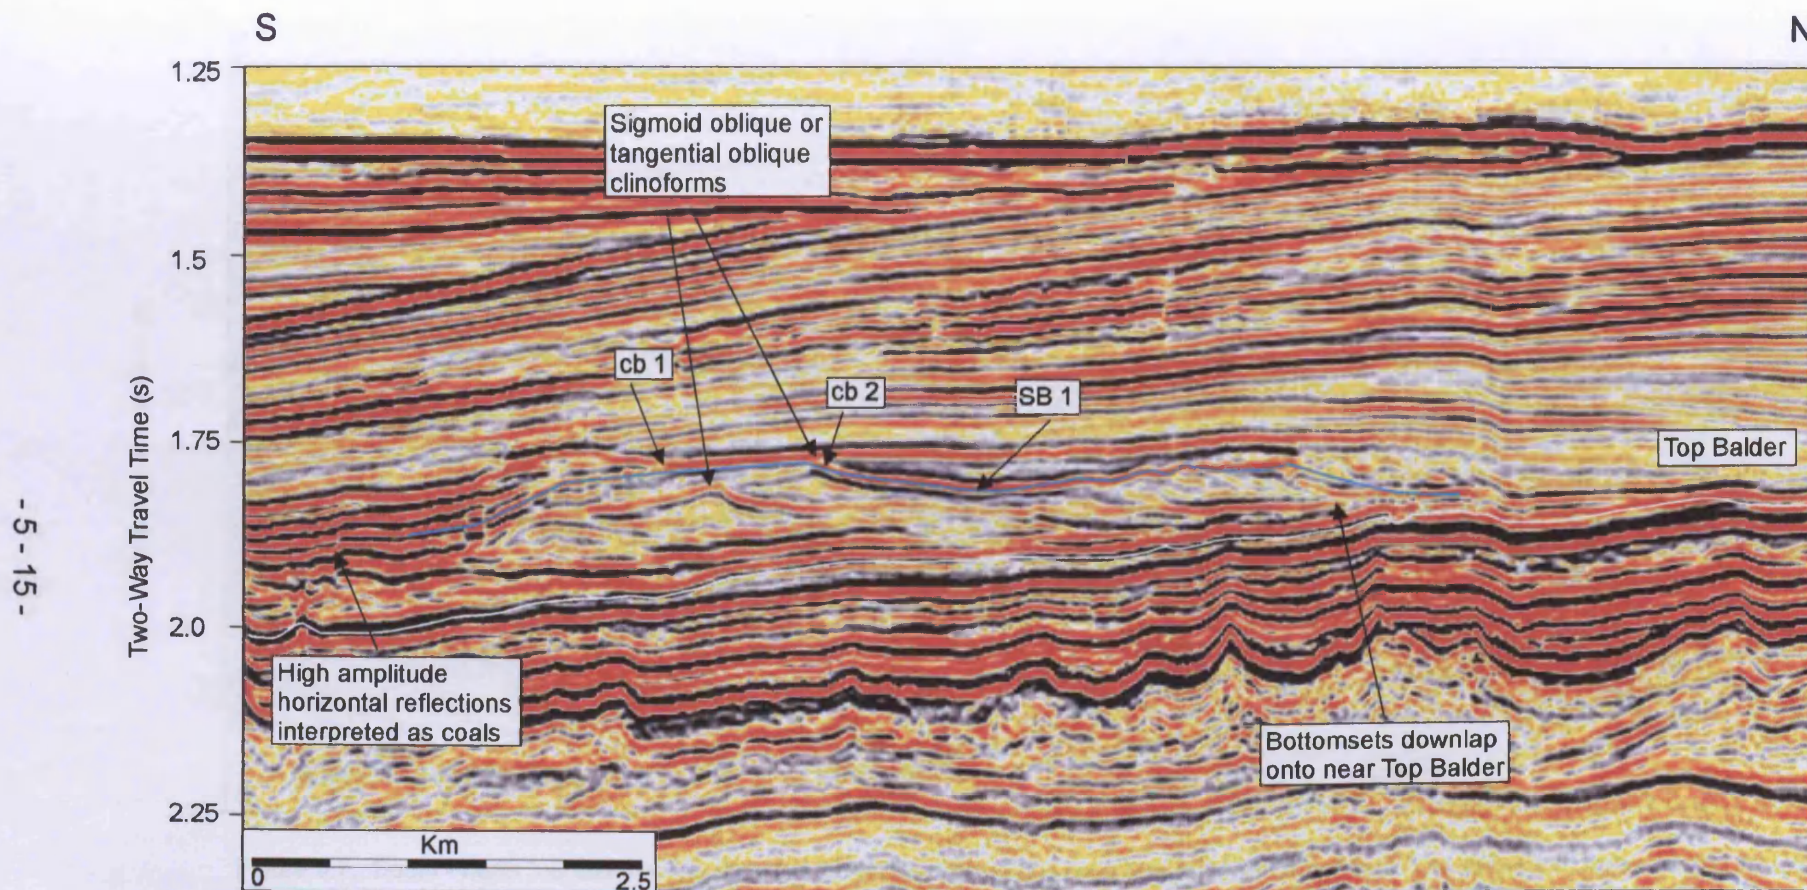 S
N
1.25
Sigmoid oblique or
tangential oblique
clinoforms
1.5
cb 1
cb 2
SB 1
1.75
Top Balder
Two-Way Travel Time (s)
- 5 - 15 -
2.0
High amplitude
horizontal reflections
interpreted as coals
Bottomsets downlap
onto near Top Balder
2.25
Km
0
2.5